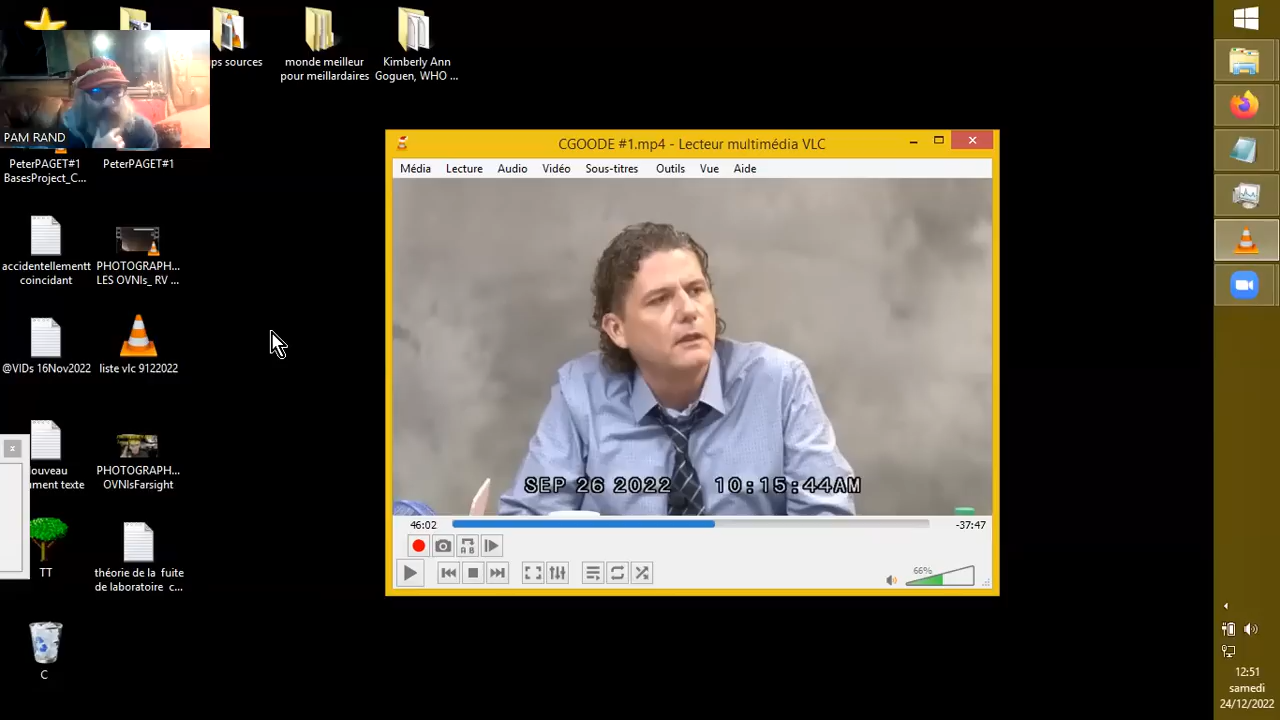 ps sources
monde meilleur
pour meillardaires
Kimberly Ann
Goguen, WHO ...
PAM RAND
PeterPAGET#1
BasesProject_C...
PeterPAGET#1
CGOODE #1.mp4 - Lecteur multimédia VLC
Média Lecture Audio Vidéo Sous-titres Outils Vue Aide
accidentellementt
coincidant
PHOTOGRAPH...
LES OVNIs_ RV ...
@VIDs 16Nov2022
liste vlc 9122022
ouveau
ument texte
PHOTOGRAPH...
OVNIsFarsight
SEP 26 2022 10:15:44AM
46:02
-37:47
66%
TT
théorie de la fuite
de laboratoire c...
C
12:51
samedi
24/12/2022